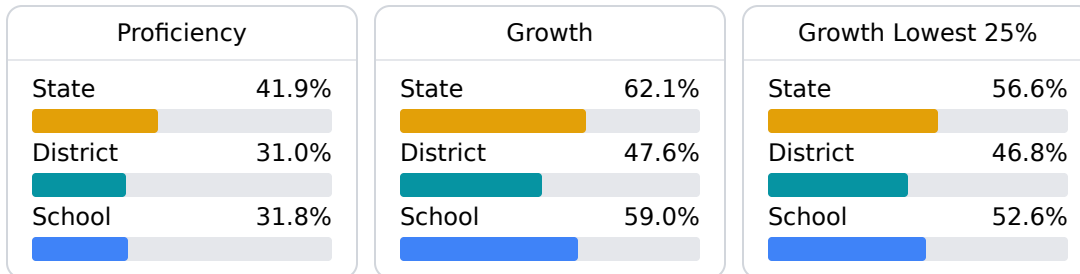 Proficiency
State 41.9%
District 31.0%
School 31.8%
Growth
State 62.1%
District 47.6%
School 59.0%
Growth Lowest 25%
State 56.6%
District 46.8%
School 52.6%